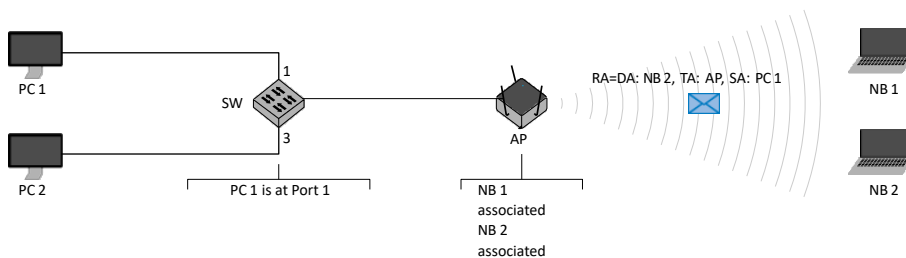 PC 1
PC 2
SW
1
3
PC 1 is at Port 1
AP
NB 1
associated
NB 2
associated
RA=DA: NB 2, TA: AP, SA: PC 1
NB 1
NB 2